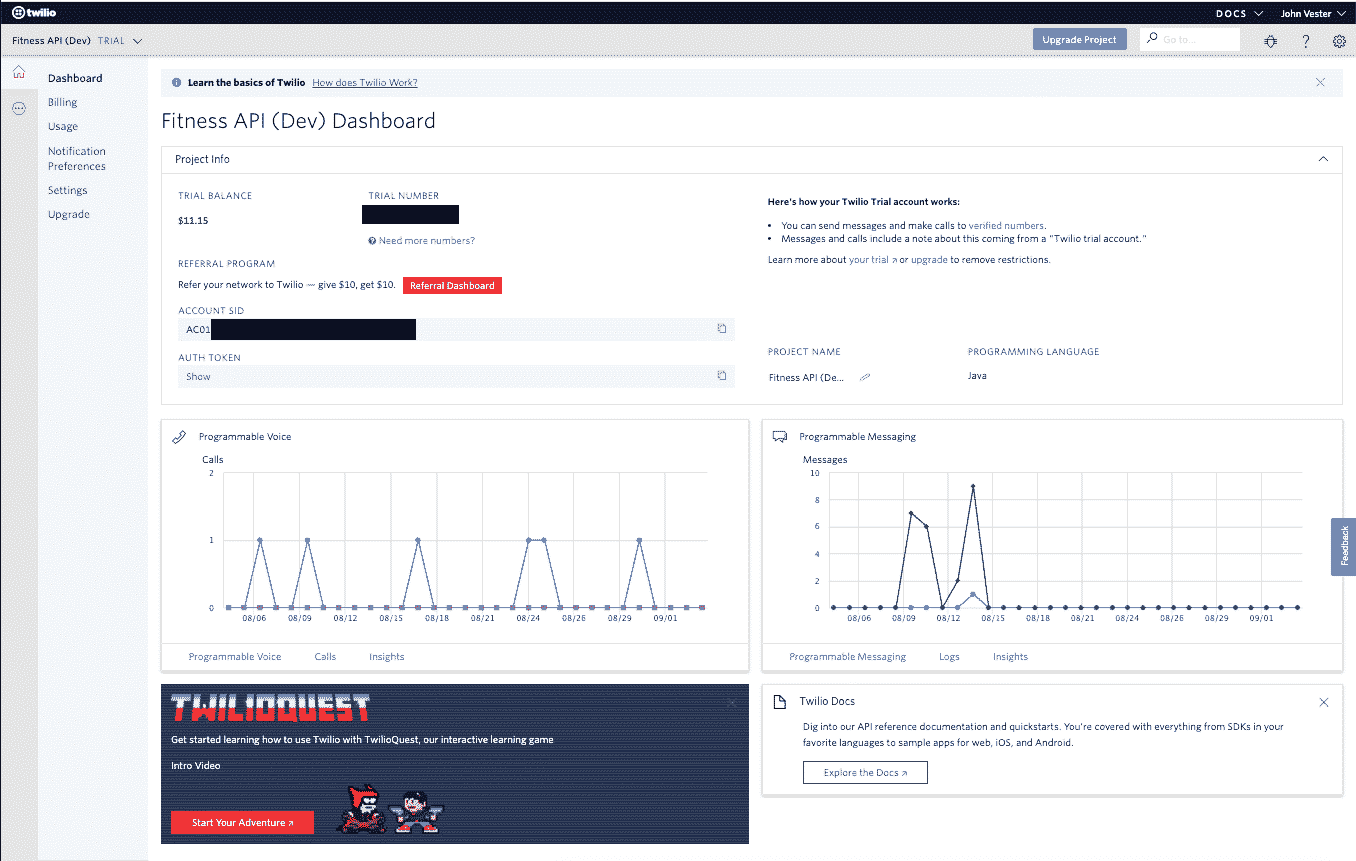 twilio
DOCS
John Vester
Fitness API (Dev) TRIAL
Upgrade Project
Go to...
Dashboard
Billing
Usage
Notification
Preferences
Settings
Upgrade
Learn the basics of Twilio How does Twilio Work?
Fitness API (Dev) Dashboard
Project Info
TRIAL BALANCE
$11.15
TRIAL NUMBER
Need more numbers?
REFERRAL PROGRAM
Refer your network to Twilio — give $10, get $10. Referral Dashboard
ACCOUNT SID
AC01
AUTH TOKEN
Show
Here's how your Twilio Trial account works:
• You can send messages and make calls to verified numbers.
• Messages and calls include a note about this coming from a "Twilio trial account."
Learn more about your trial ↗ or upgrade to remove restrictions.
PROJECT NAME
Fitness API (De...
PROGRAMMING LANGUAGE
Java
Programmable Voice
Calls
2
1
0
08/06 08/09 08/12 08/15 08/18 08/21 08/24 08/26 08/29 09/01
Programmable Voice Calls Insights
Programmable Messaging
Messages
10
8
6
4
2
0
08/06 08/09 08/12 08/15 08/18 08/21 08/24 08/26 08/29 09/01
Programmable Messaging Logs Insights
Feedback
TWILIOQUEST
Get started learning how to use Twilio with TwilioQuest, our interactive learning game
Intro Video
Start Your Adventure ↗
Twilio Docs
Dig into our API reference documentation and quickstarts. You're covered with everything from SDKs in your
favorite languages to sample apps for web, iOS, and Android.
Explore the Docs ↗